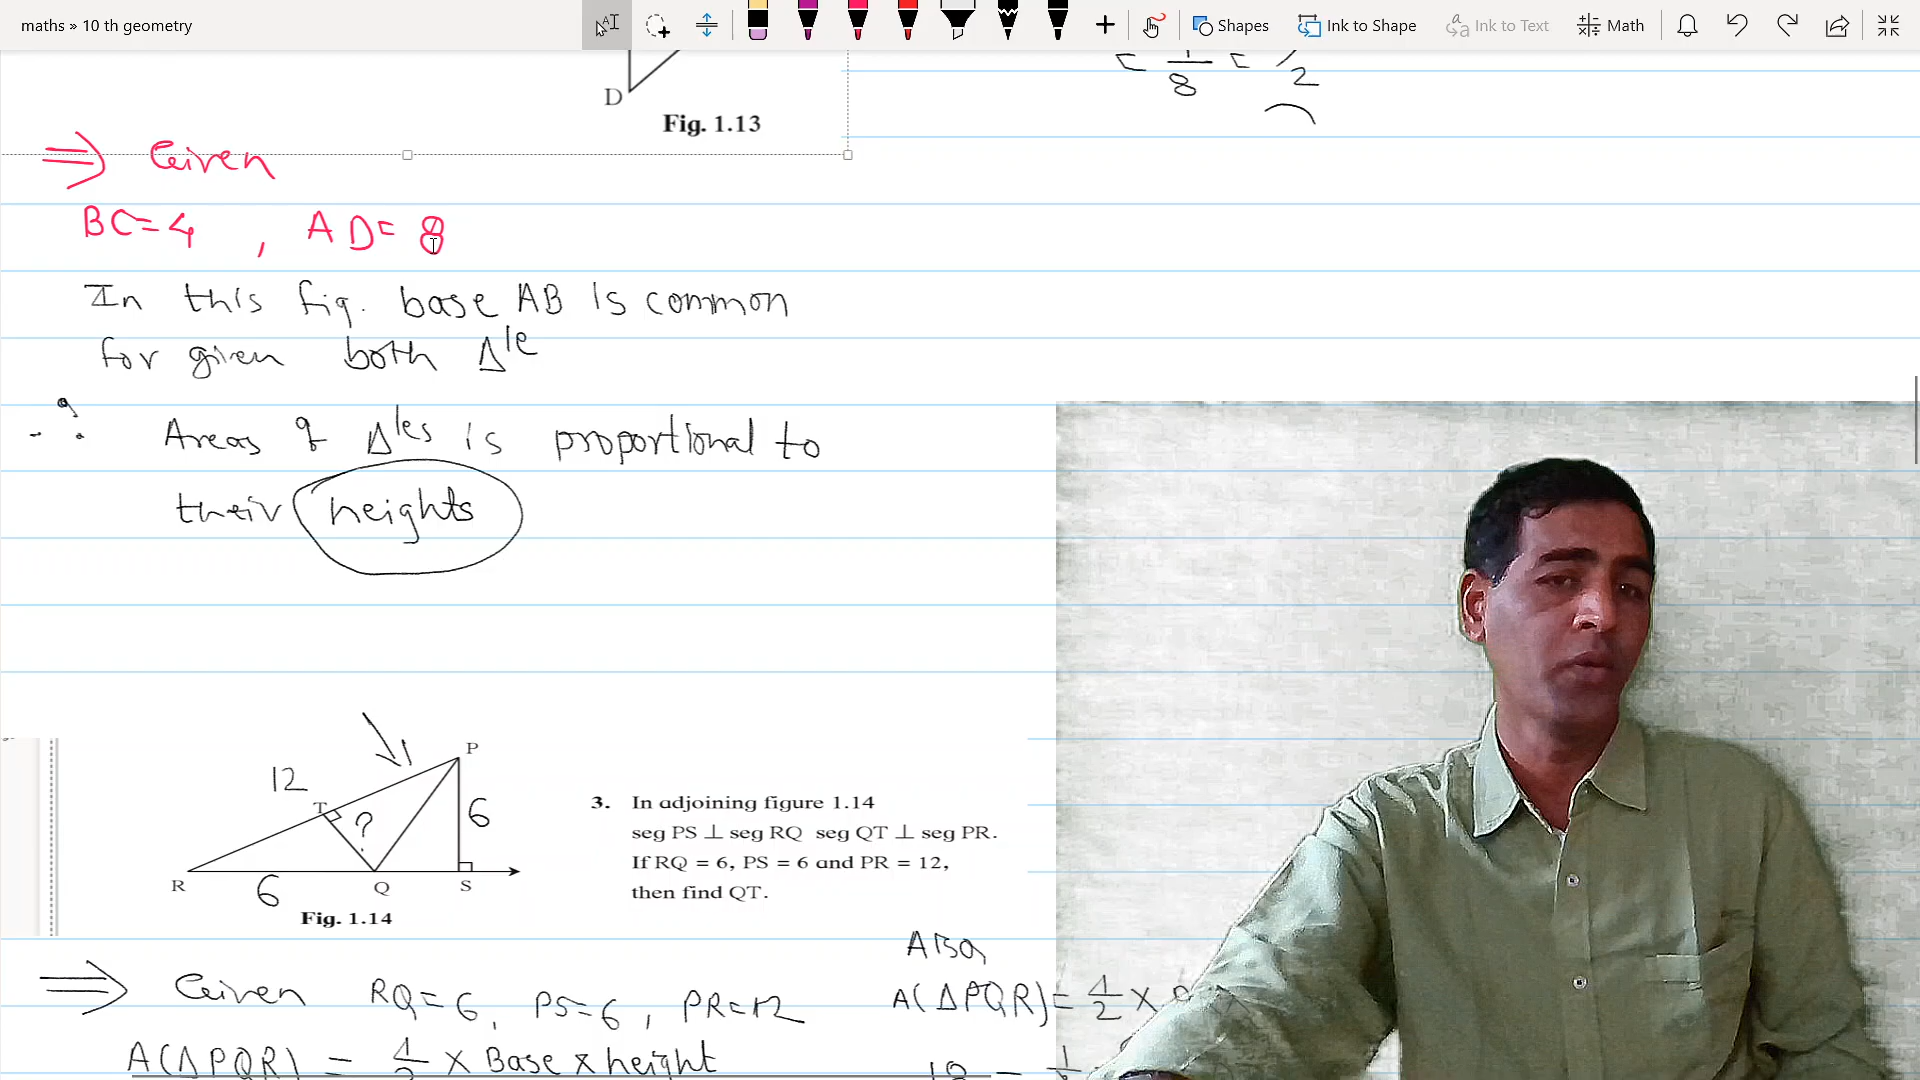 maths » 10 th geometry
Shapes
Ink to Shape
Ink to Text
Math
D
Fig. 1.13
8
2
⇒ Given
BC=4 , AD= 8
In this fig. base AB is common
for given both Δle
∴ Areas of Δles is proportional to
their heights
P
12
T
?
6
R
6
Q
S
Fig. 1.14
3. In adjoining figure 1.14
seg PS ⊥ seg RQ seg QT ⊥ seg PR.
If RQ = 6, PS = 6 and PR = 12,
then find QT.
⇒ Given RQ=6, PS=6, PR=12
A(ΔPQR) = 1/2 × Base × height
Also,
A(ΔPQR) = 1/2 ×
18 =